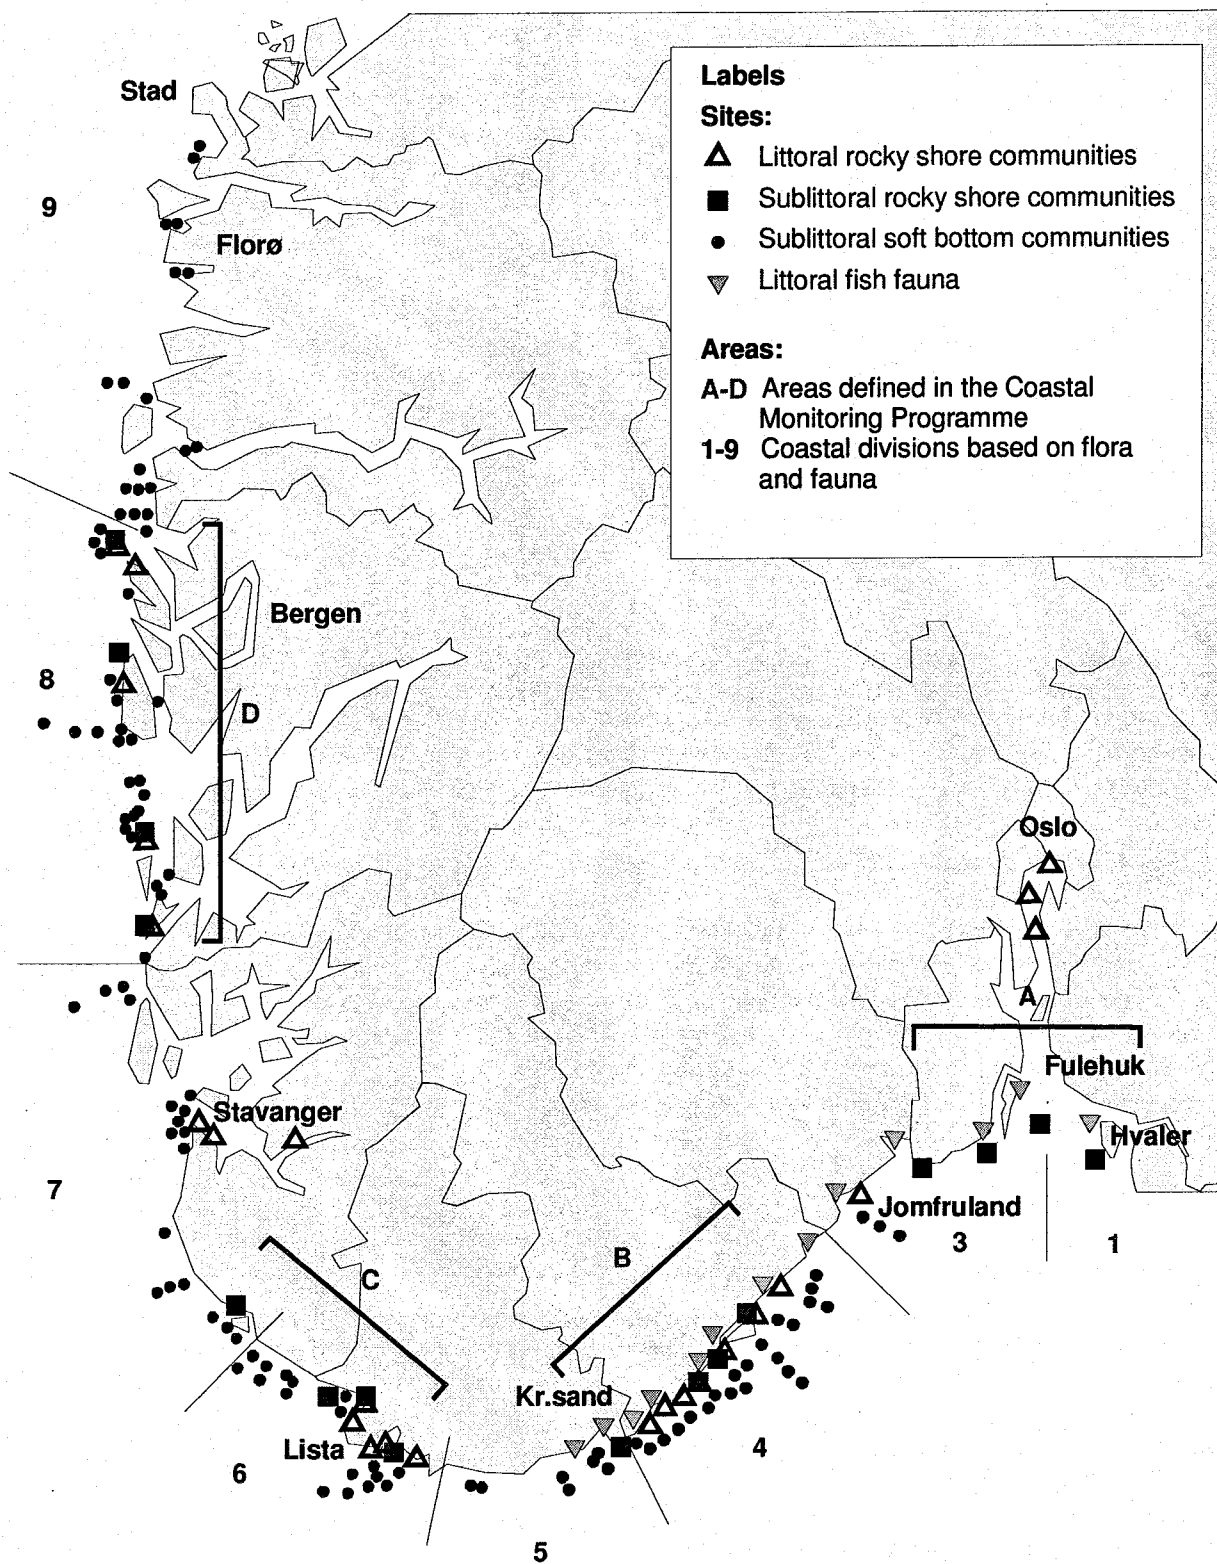 Labels
Sites:
Littoral rocky shore communities
Sublittoral rocky shore communities
Sublittoral soft bottom communities
Littoral fish fauna
Areas:
A-D Areas defined in the Coastal
Monitoring Programme
1-9 Coastal divisions based on flora
and fauna
Stad
9
Florø
Bergen
8
D
Oslo
A
Fulehuk
Stavanger
Hvaler
7
Jomfruland
3
1
B
C
Kr.sand
Lista
4
6
5